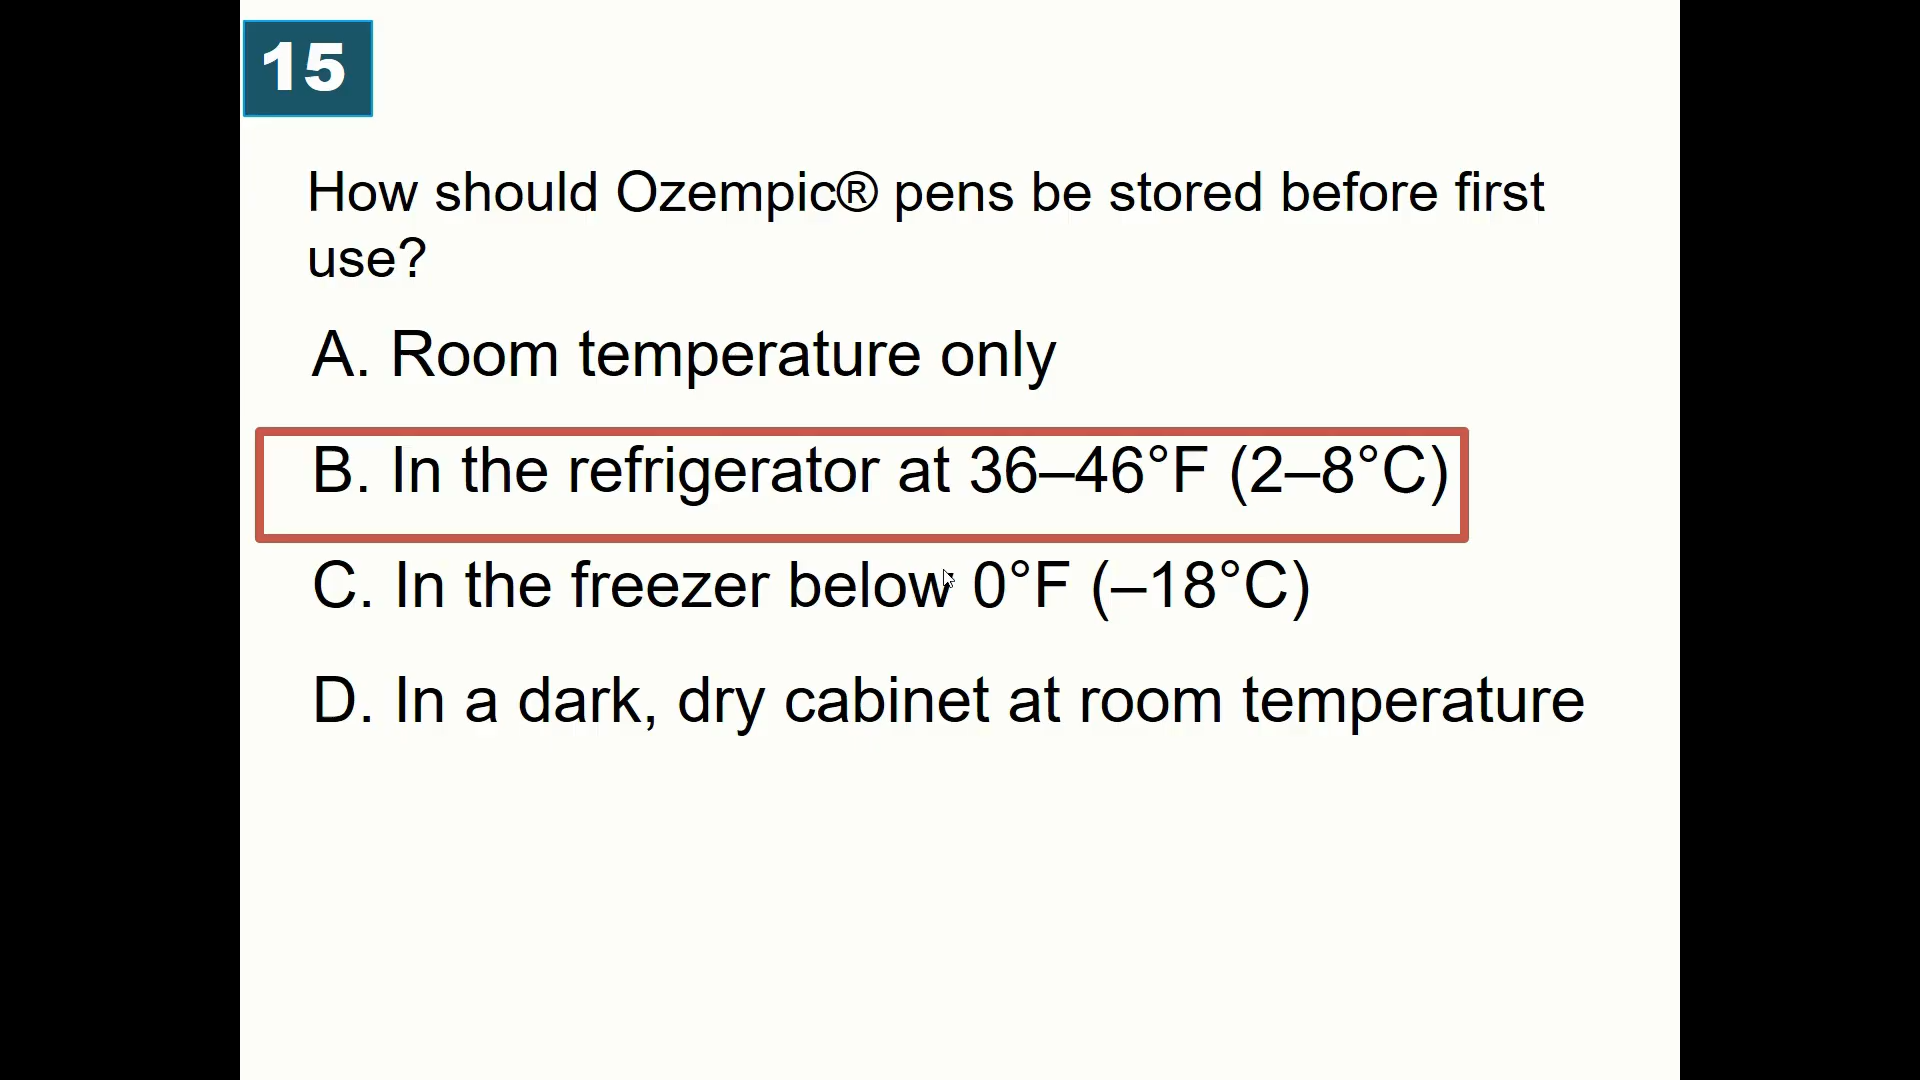 15
How should Ozempic® pens be stored before first
use?
A. Room temperature only
B. In the refrigerator at 36–46°F (2–8°C)
C. In the freezer below 0°F (–18°C)
D. In a dark, dry cabinet at room temperature